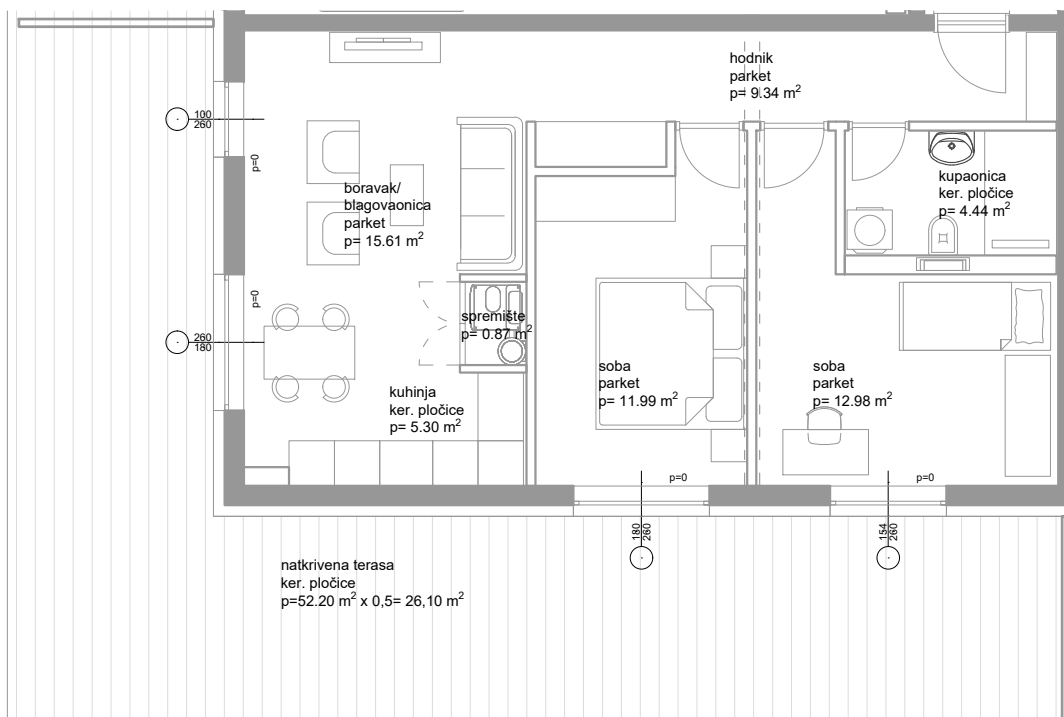 hodnik
parket
p= 9.34 m²
100
260
p=0
boravak/
blagovaonica
parket
p= 15.61 m²
kupaonica
ker. pločice
p= 4.44 m²
p=0
260
180
spremište
p= 0.87 m²
kuhinja
ker. pločice
p= 5.30 m²
soba
parket
p= 11.99 m²
soba
parket
p= 12.98 m²
p=0
p=0
180
260
154
260
natkrivena terasa
ker. pločice
p=52.20 m² x 0,5= 26,10 m²